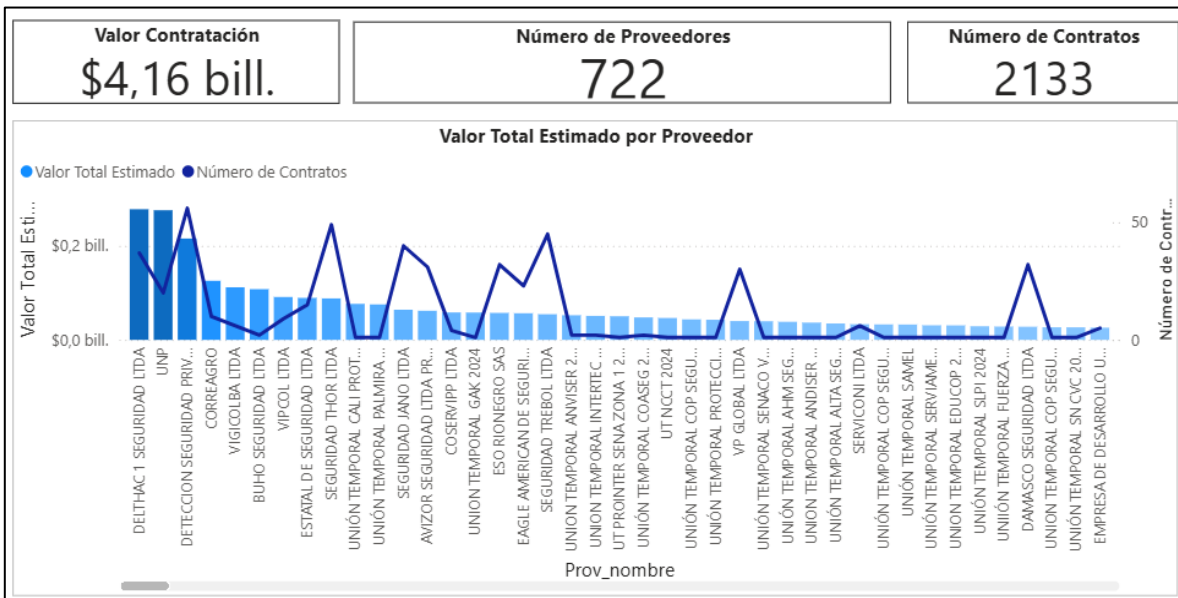 Valor Contratación
$4,16 bill.
Número de Proveedores
722
Número de Contratos
2133
Valor Total Estimado por Proveedor
Valor Total Estimado
Número de Contratos
Valor Total Esti...
$0,2 bill.
$0,0 bill.
50
0
Número de Contr...
DELTHAC 1 SEGURIDAD LTDA
UNP
DETECCION SEGURIDAD PRIV...
CORREAGRO
VIGICOLBA LTDA
BUHO SEGURIDAD LTDA
VIPCOL LTDA
ESTATAL DE SEGURIDAD LTDA
SEGURIDAD THOR LTDA
UNIÓN TEMPORAL CALI PROT...
UNIÓN TEMPORAL PALMIRA...
SEGURIDAD JANO LTDA
AVIZOR SEGURIDAD LTDA PR...
COSERVIPP LTDA
UNION TEMPORAL GAK 2024
ESO RIONEGRO SAS
EAGLE AMERICAN DE SEGURI...
SEGURIDAD TREBOL LTDA
UNION TEMPORAL ANVISER 2...
UNION TEMPORAL INTERTEC...
UT PROINTER SENA ZONA 1 2...
UNIÓN TEMPORAL COASEG 2...
UT NCCT 2024
UNIÓN TEMPORAL COP SEGU...
UNIÓN TEMPORAL PROTECCI...
VP GLOBAL LTDA
UNIÓN TEMPORAL SENACO V...
UNIÓN TEMPORAL AHM SEG...
UNIÓN TEMPORAL ANDISER...
UNIÓN TEMPORAL ALTA SEG...
SERVICONI LTDA
UNIÓN TEMPORAL COP SEGU...
UNIÓN TEMPORAL SAMEL
UNIÓN TEMPORAL SERVIAME...
UNION TEMPORAL EDUCOP 2...
UNIÓN TEMPORAL SLPI 2024
UNIÓN TEMPORAL FUERZA...
DAMASCO SEGURIDAD LTDA
UNION TEMPORAL COP SEGU...
UNIÓN TEMPORAL SN CVC 20...
EMPRESA DE DESARROLLO U...
Prov_nombre